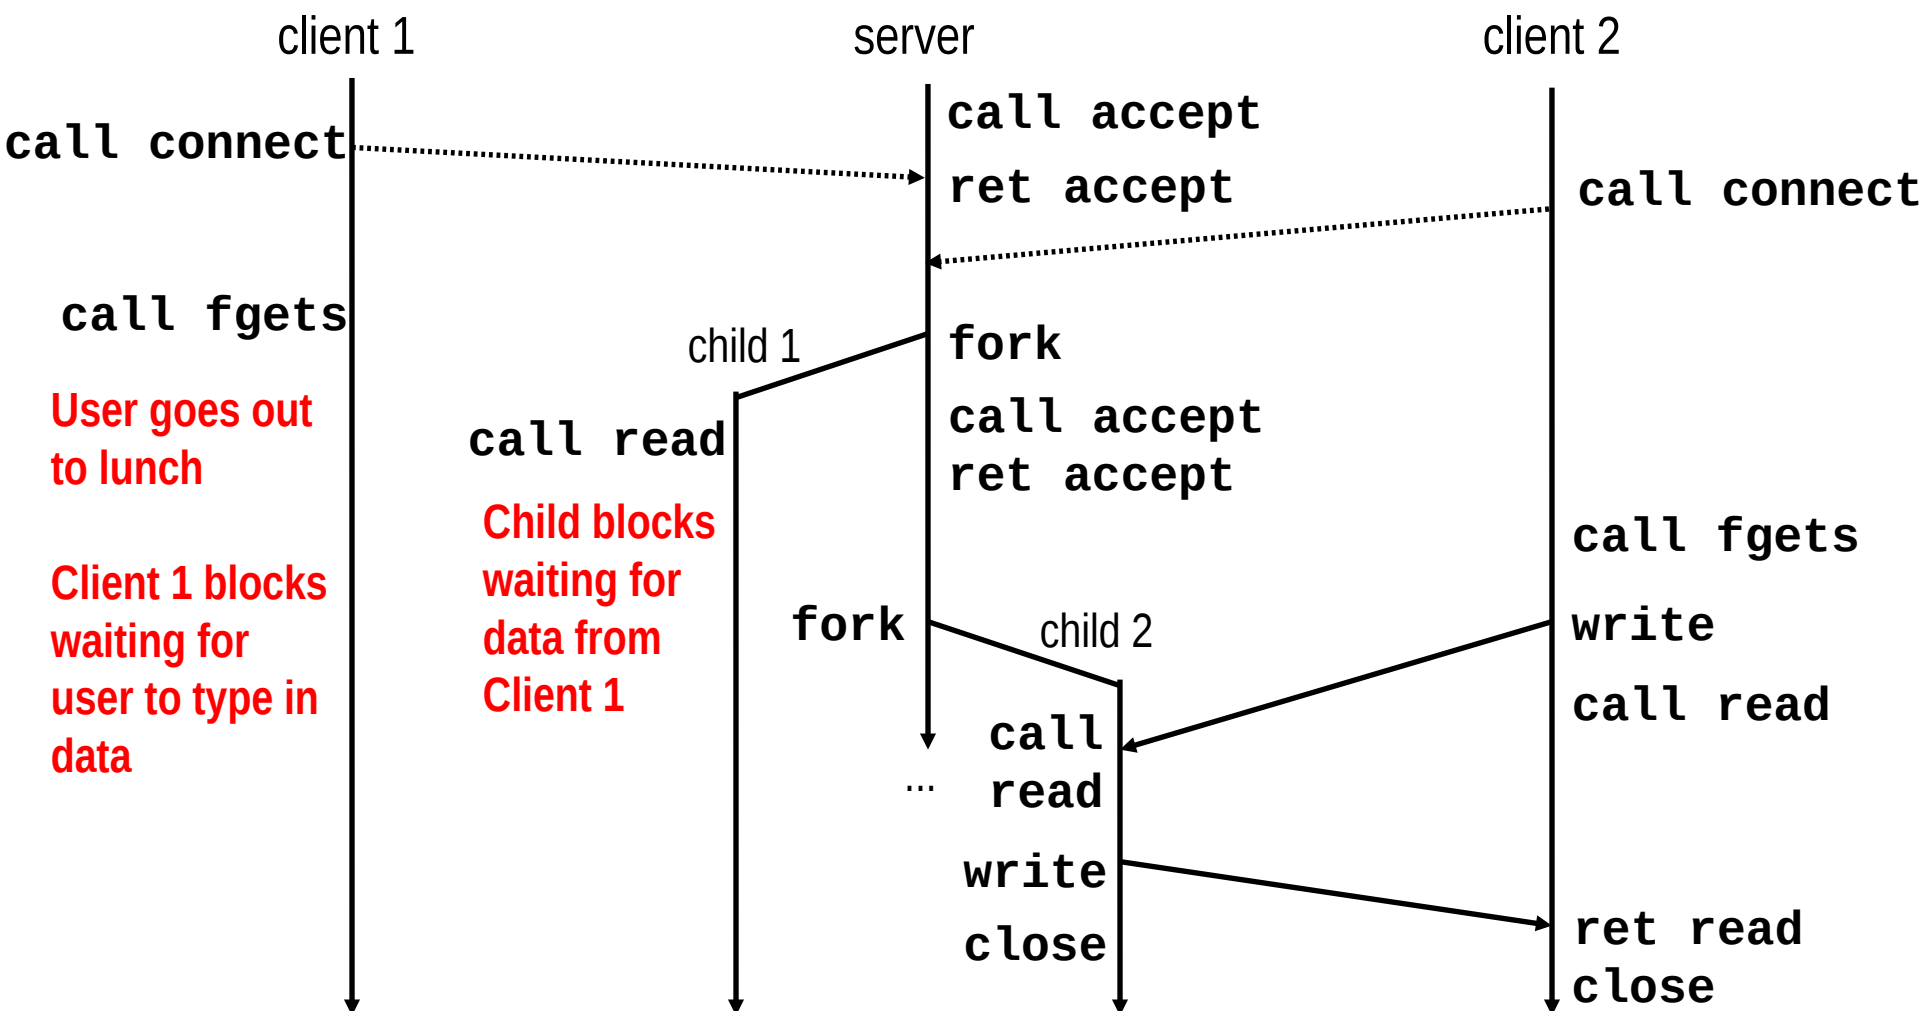 client 1
server
client 2
call connect
call accept
ret accept
call connect
call fgets
child 1
fork
User goes out
to lunch
call read
call accept
ret accept
Child blocks
waiting for
data from
Client 1
Client 1 blocks
waiting for
user to type in
data
call fgets
fork
child 2
write
call read
...
call
read
write
close
ret read
close